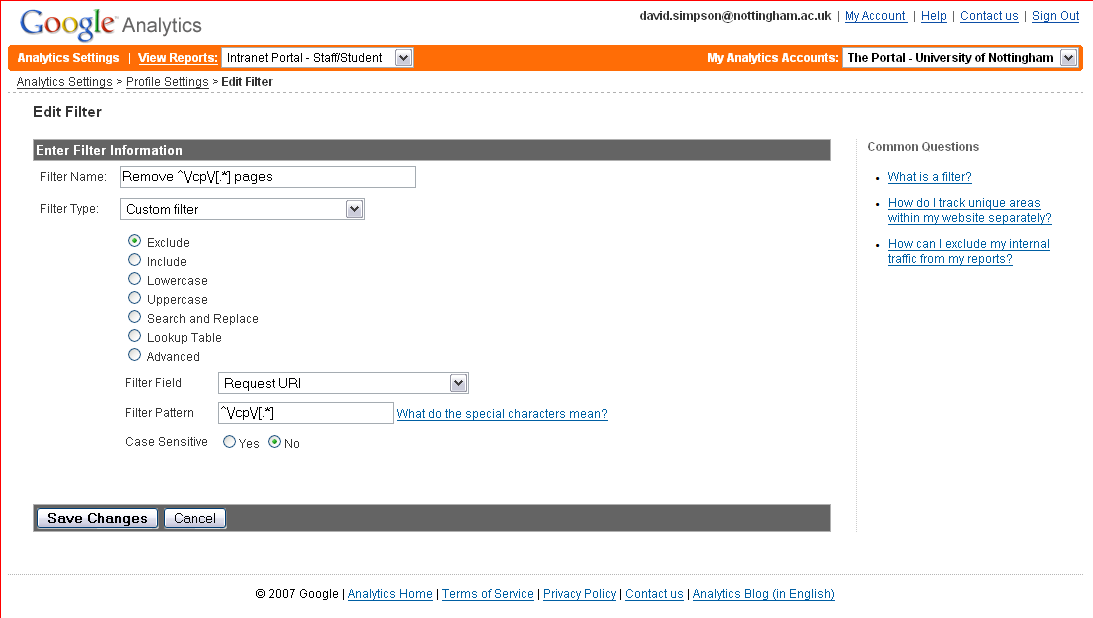 Google Analytics
david.simpson@nottingham.ac.uk | My Account | Help | Contact us | Sign Out
Analytics Settings | View Reports: Intranet Portal - Staff/Student
My Analytics Accounts: The Portal - University of Nottingham
Analytics Settings > Profile Settings > Edit Filter
Edit Filter
Enter Filter Information
Filter Name: Remove ^\/cp\/[.*] pages
Filter Type: Custom filter
Exclude
Include
Lowercase
Uppercase
Search and Replace
Lookup Table
Advanced
Filter Field Request URI
Filter Pattern ^\/cp\/[.*] What do the special characters mean?
Case Sensitive Yes No
Save Changes Cancel
Common Questions
• What is a filter?
• How do I track unique areas
within my website separately?
• How can I exclude my internal
traffic from my reports?
© 2007 Google | Analytics Home | Terms of Service | Privacy Policy | Contact us | Analytics Blog (in English)